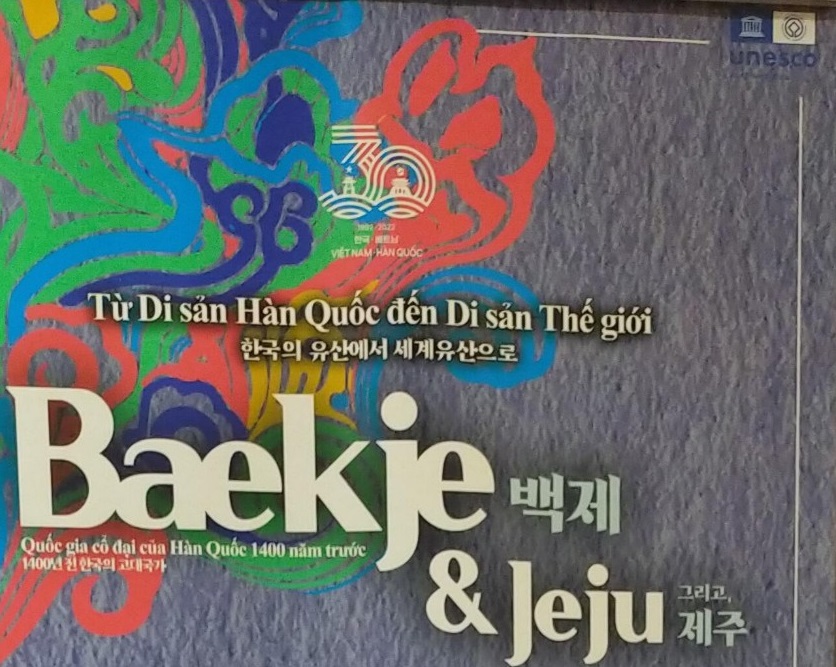 unesco
30
1992-2022
한국·베트남
VIỆT NAM·HÀN QUỐC
Từ Di sản Hàn Quốc đến Di sản Thế giới
한국의 유산에서 세계유산으로
Baekje 백제
Quốc gia cổ đại của Hàn Quốc 1400 năm trước
1400년 전 한국의 고대국가
& Jeju 그리고, 제주